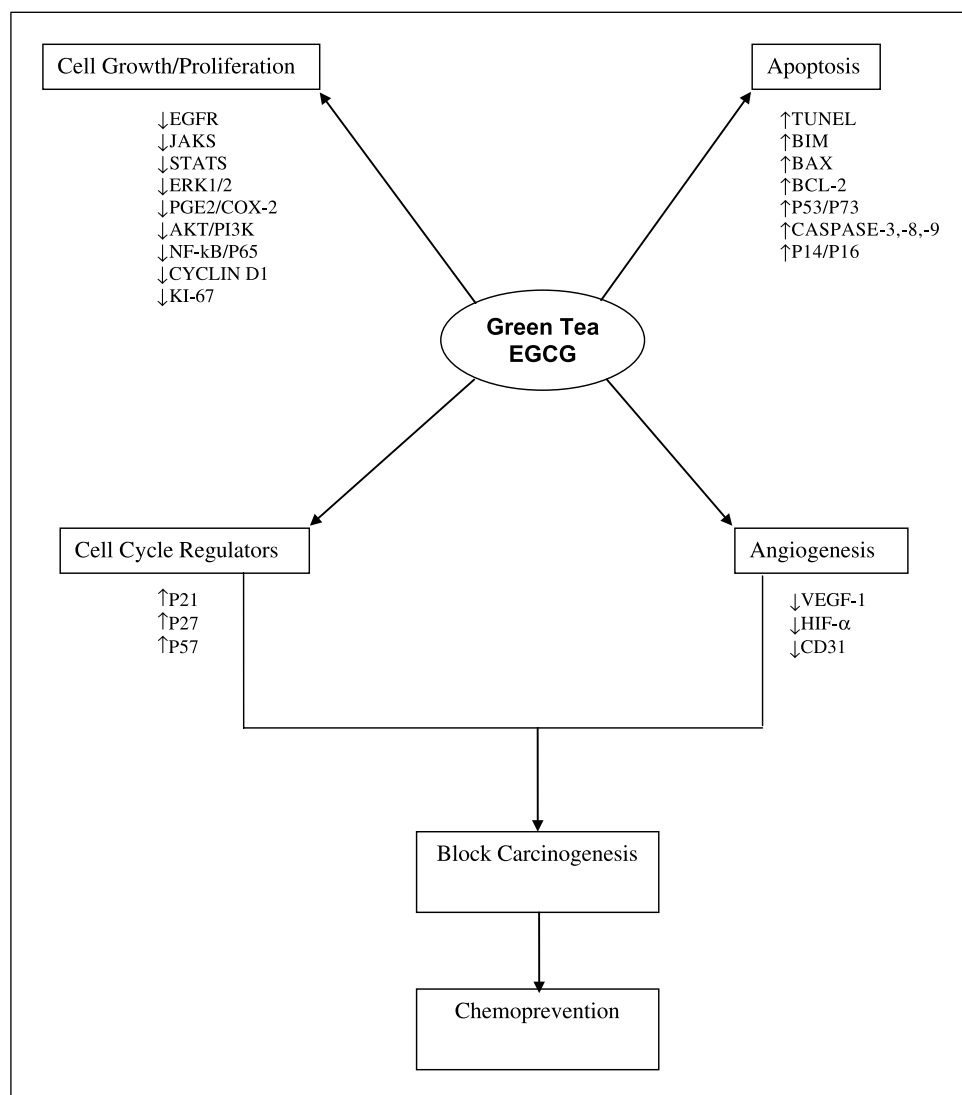 Cell Growth/Proliferation
↓EGFR
↓JAKS
↓STATS
↓ERK1/2
↓PGE2/COX-2
↓AKT/PI3K
↓NF-kB/P65
↓CYCLIN D1
↓KI-67
Apoptosis
↑TUNEL
↑BIM
↑BAX
↑BCL-2
↑P53/P73
↑CASPASE-3,-8,-9
↑P14/P16
Green Tea
EGCG
Cell Cycle Regulators
↑P21
↑P27
↑P57
Angiogenesis
↓VEGF-1
↓HIF-α
↓CD31
Block Carcinogenesis
Chemoprevention